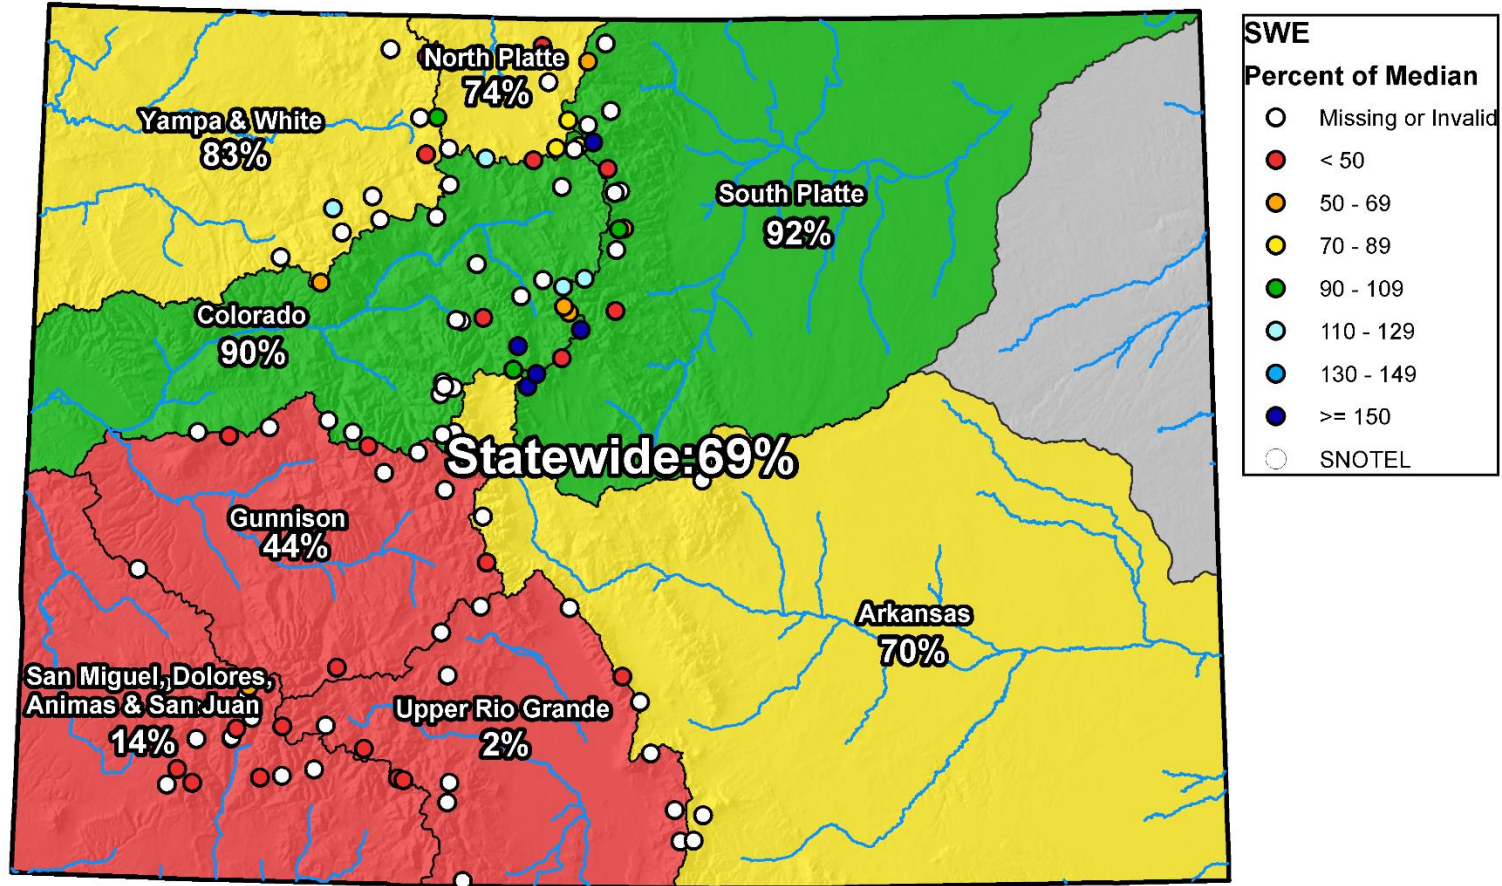 North Platte
74%
Yampa & White
83%
South Platte
92%
Colorado
90%
Statewide:69%
Gunnison
44%
Arkansas
70%
San Miguel, Dolores,
Animas & San Juan
14%
Upper Rio Grande
2%
SWE
Percent of Median
Missing or Invalid
< 50
50 - 69
70 - 89
90 - 109
110 - 129
130 - 149
>= 150
SNOTEL